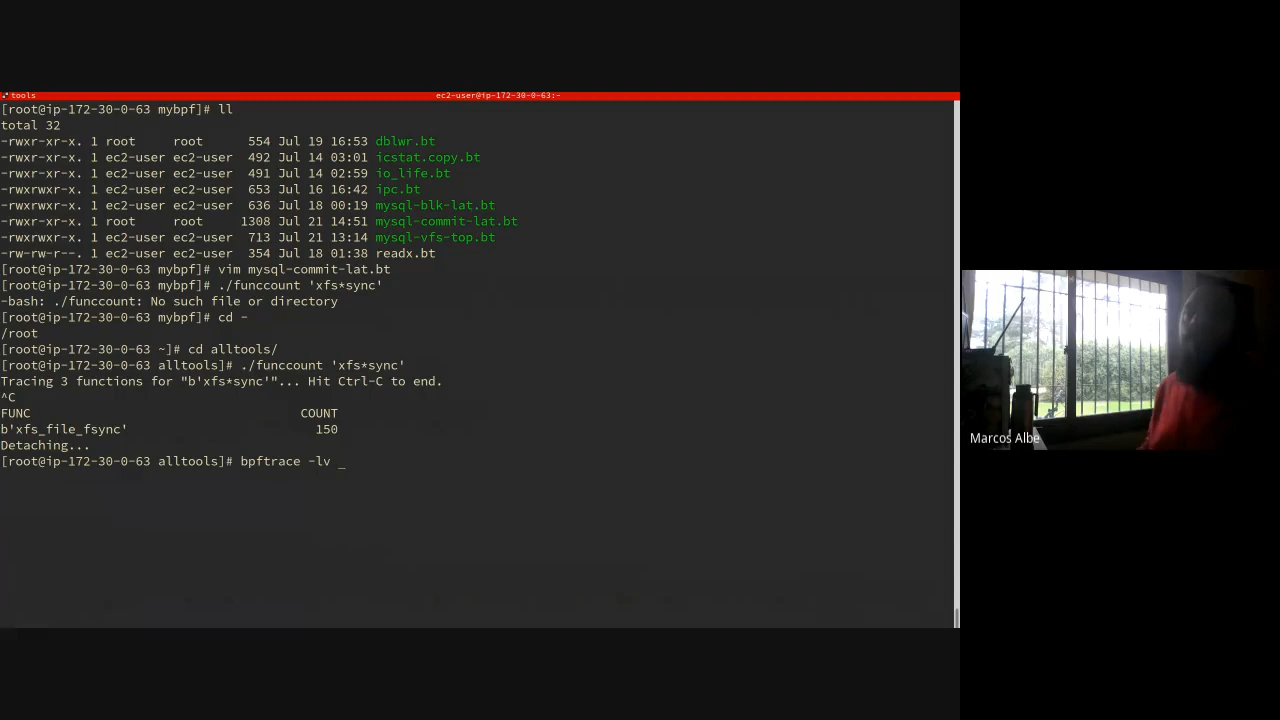 tools ec2-user@ip-172-30-0-63:~
[root@ip-172-30-0-63 mybpf]# ll
total 32
-rwxr-xr-x. 1 root     root      554 Jul 19 16:53 dblwr.bt
-rwxr-xr-x. 1 ec2-user ec2-user  492 Jul 14 03:01 icstat.copy.bt
-rwxr-xr-x. 1 ec2-user ec2-user  491 Jul 14 02:59 io_life.bt
-rwxrwxr-x. 1 ec2-user ec2-user  653 Jul 16 16:42 ipc.bt
-rwxrwxr-x. 1 ec2-user ec2-user  636 Jul 18 00:19 mysql-blk-lat.bt
-rwxr-xr-x. 1 root     root     1308 Jul 21 14:51 mysql-commit-lat.bt
-rwxrwxr-x. 1 ec2-user ec2-user  713 Jul 21 13:14 mysql-vfs-top.bt
-rw-rw-r--. 1 ec2-user ec2-user  354 Jul 18 01:38 readx.bt
[root@ip-172-30-0-63 mybpf]# vim mysql-commit-lat.bt
[root@ip-172-30-0-63 mybpf]# ./funccount 'xfs*sync'
-bash: ./funccount: No such file or directory
[root@ip-172-30-0-63 mybpf]# cd -
/root
[root@ip-172-30-0-63 ~]# cd alltools/
[root@ip-172-30-0-63 alltools]# ./funccount 'xfs*sync'
Tracing 3 functions for "b'xfs*sync'"... Hit Ctrl-C to end.
^C
FUNC                                    COUNT
b'xfs_file_fsync'                         150
Detaching...
[root@ip-172-30-0-63 alltools]# bpftrace -lv _
Marcos Albe